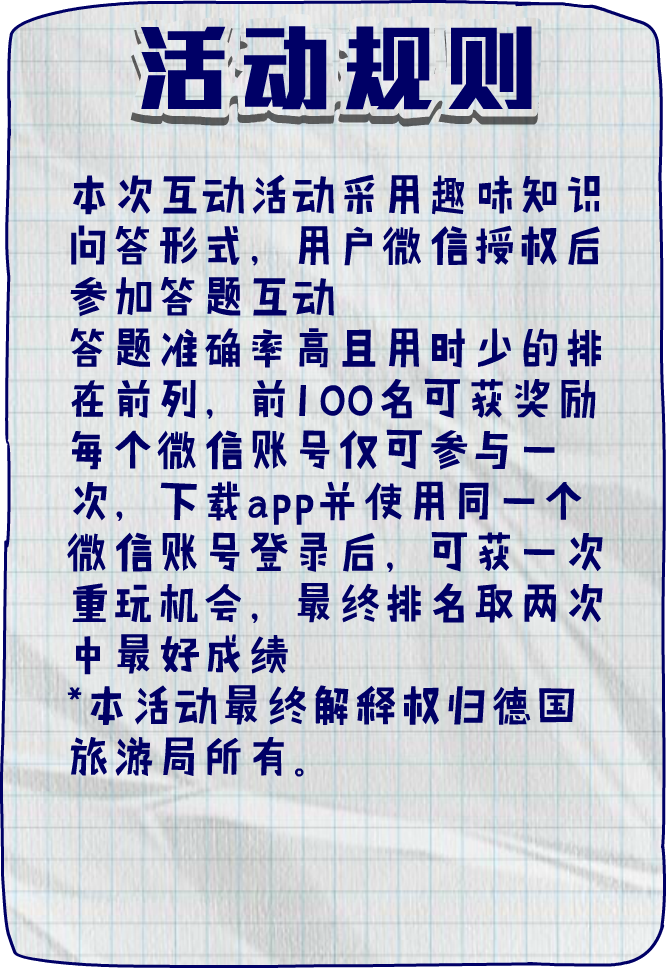 活动规则
本次互动活动采用趣味知识
问答形式，用户微信授权后
参加答题互动
答题准确率高且用时少的排
在前列，前100名可获奖励
每个微信账号仅可参与一
次，下载app并使用同一个
微信账号登录后，可获一次
重玩机会，最终排名取两次
中最好成绩
*本活动最终解释权归德国
旅游局所有。